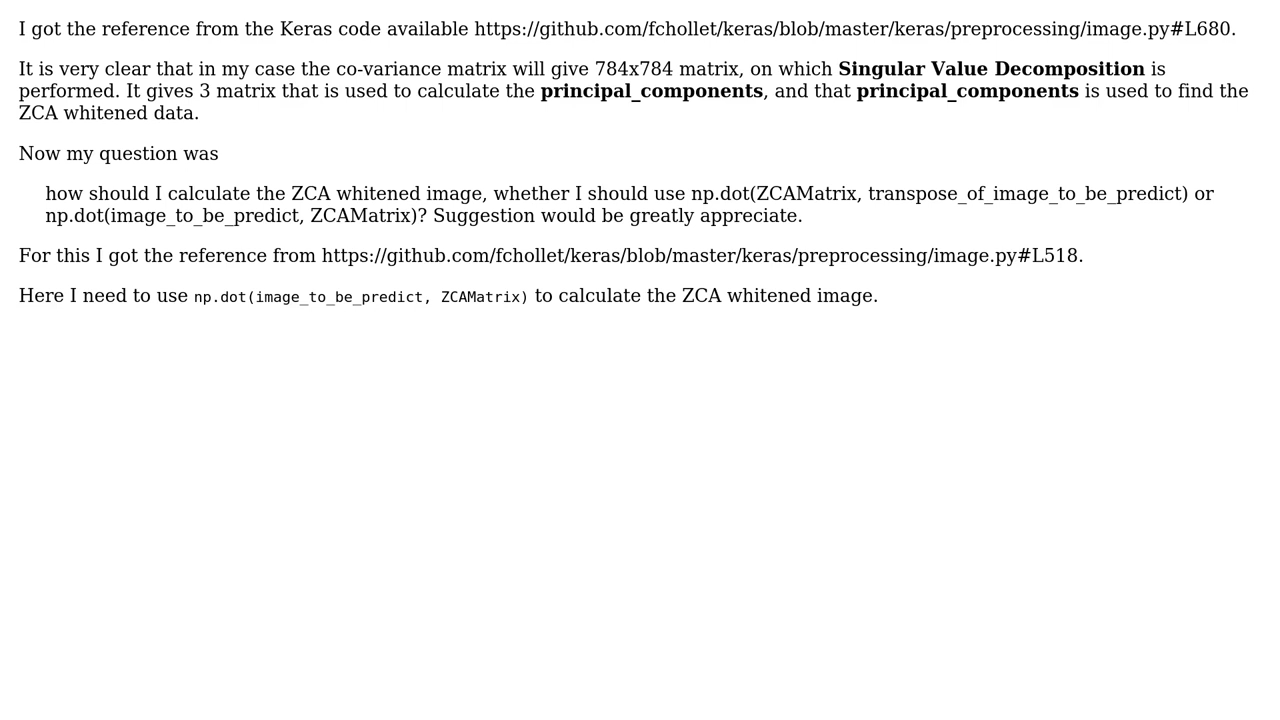 I got the reference from the Keras code available https://github.com/fchollet/keras/blob/master/keras/preprocessing/image.py#L680.
It is very clear that in my case the co-variance matrix will give 784x784 matrix, on which Singular Value Decomposition is
performed. It gives 3 matrix that is used to calculate the principal_components, and that principal_components is used to find the
ZCA whitened data.
Now my question was
how should I calculate the ZCA whitened image, whether I should use np.dot(ZCAMatrix, transpose_of_image_to_be_predict) or
np.dot(image_to_be_predict, ZCAMatrix)? Suggestion would be greatly appreciate.
For this I got the reference from https://github.com/fchollet/keras/blob/master/keras/preprocessing/image.py#L518.
Here I need to use np.dot(image_to_be_predict, ZCAMatrix) to calculate the ZCA whitened image.